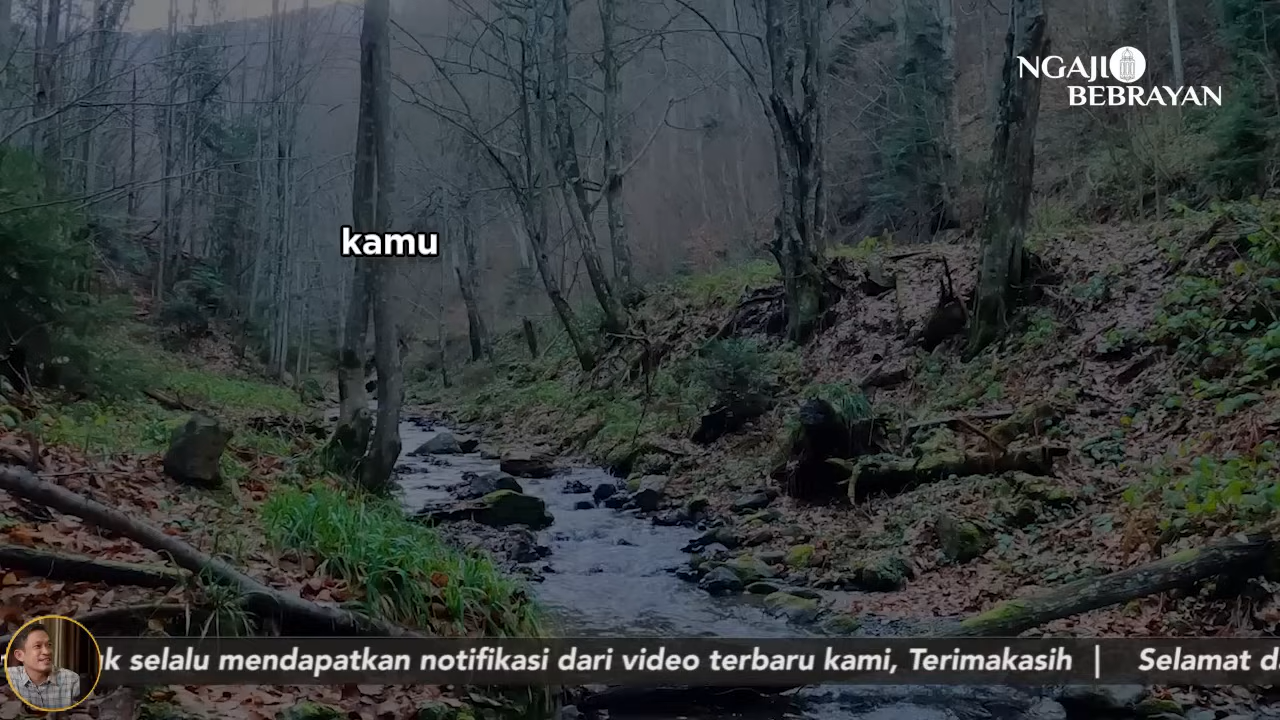 NGAJI
BEBRAYAN
kamu
k selalu mendapatkan notifikasi dari video terbaru kami, Terimakasih | Selamat d